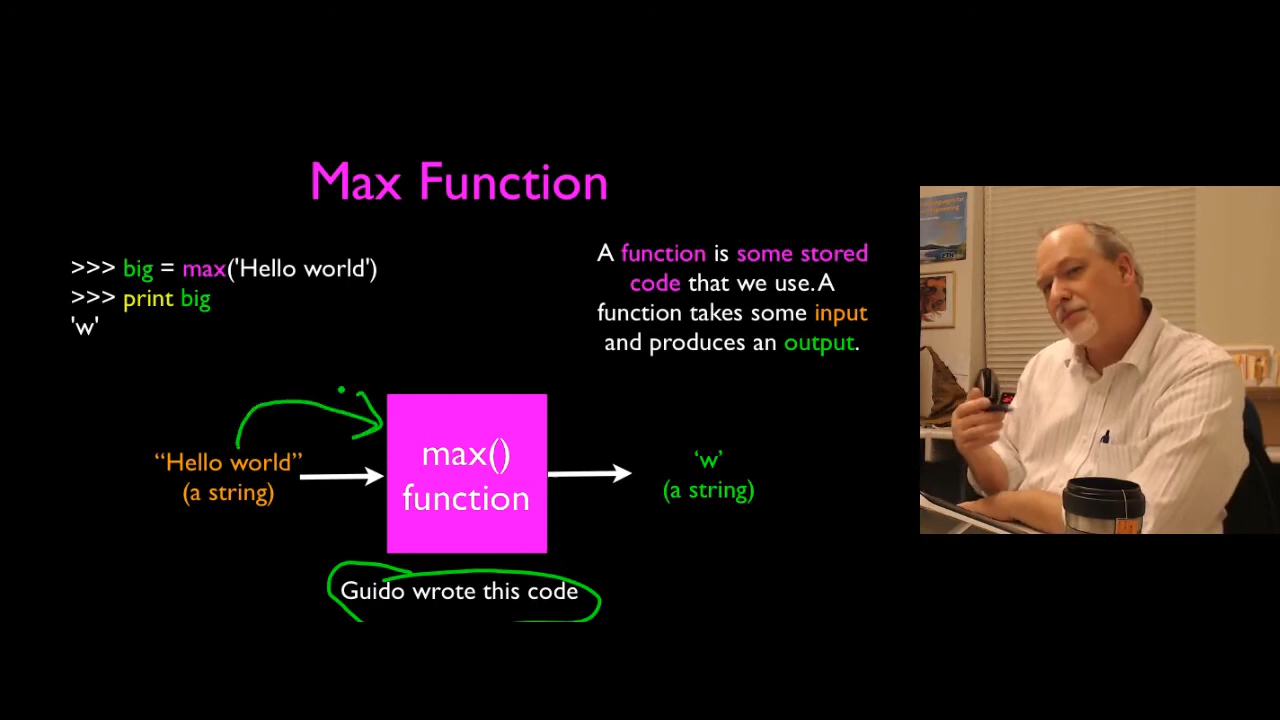 Max Function
>>> big = max('Hello world')
>>> print big
'w'
A function is some stored
code that we use. A
function takes some input
and produces an output.
“Hello world”
(a string)
max()
function
‘w’
(a string)
Guido wrote this code